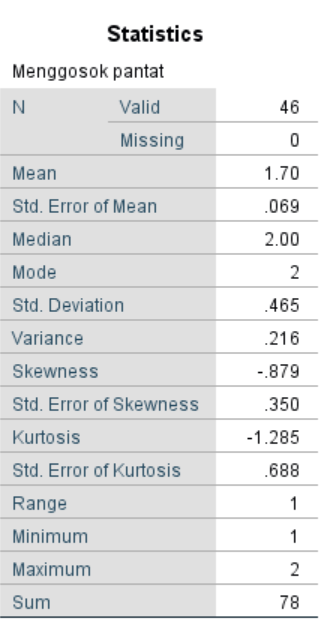 Statistics
Menggosok pantat
N Valid 46
Missing 0
Mean 1.70
Std. Error of Mean .069
Median 2.00
Mode 2
Std. Deviation .465
Variance .216
Skewness -.879
Std. Error of Skewness .350
Kurtosis -1.285
Std. Error of Kurtosis .688
Range 1
Minimum 1
Maximum 2
Sum 78